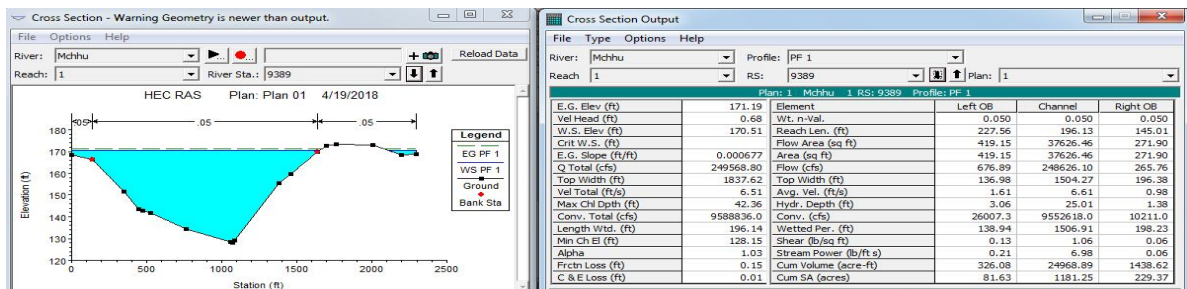 Cross Section - Warning Geometry is newer than output.
File Options Help
River: Mchhu Reload Data
Reach: 1 River Sta.: 9389
HEC RAS Plan: Plan 01 4/19/2018
.05 .05 .05
180
170
160
150
140
130
120
Elevation (ft)
0 500 1000 1500 2000 2500
Station (ft)
Legend
EG PF 1
WS PF 1
Ground
Bank Sta
Cross Section Output
File Type Options Help
River: Mchhu Profile: PF 1
Reach 1 RS: 9389 Plan: 1
Plan: 1 Mchhu 1 RS: 9389 Profile: PF 1
E.G. Elev (ft) 171.19 Element Left OB Channel Right OB
Vel Head (ft) 0.68 Wt. n-Val. 0.050 0.050 0.050
W.S. Elev (ft) 170.51 Reach Len. (ft) 227.56 196.13 145.01
Crit W.S. (ft) Flow Area (sq ft) 419.15 37626.46 271.90
E.G. Slope (ft/ft) 0.000677 Area (sq ft) 419.15 37626.46 271.90
Q Total (cfs) 249568.80 Flow (cfs) 676.89 248626.10 265.76
Top Width (ft) 1837.62 Top Width (ft) 136.98 1504.27 196.38
Vel Total (ft/s) 6.51 Avg. Vel. (ft/s) 1.61 6.61 0.98
Max Chl Dpth (ft) 42.36 Hydr. Depth (ft) 3.06 25.01 1.38
Conv. Total (cfs) 9588836.0 Conv. (cfs) 26007.3 9552618.0 10211.0
Length Wtd. (ft) 196.14 Wetted Per. (ft) 138.94 1506.91 198.23
Min Ch El (ft) 128.15 Shear (lb/sq ft) 0.13 1.06 0.06
Alpha 1.03 Stream Power (lb/ft s) 0.21 6.98 0.06
Frctn Loss (ft) 0.15 Cum Volume (acre-ft) 326.08 24968.89 1438.62
C & E Loss (ft) 0.01 Cum SA (acres) 81.63 1181.25 229.37